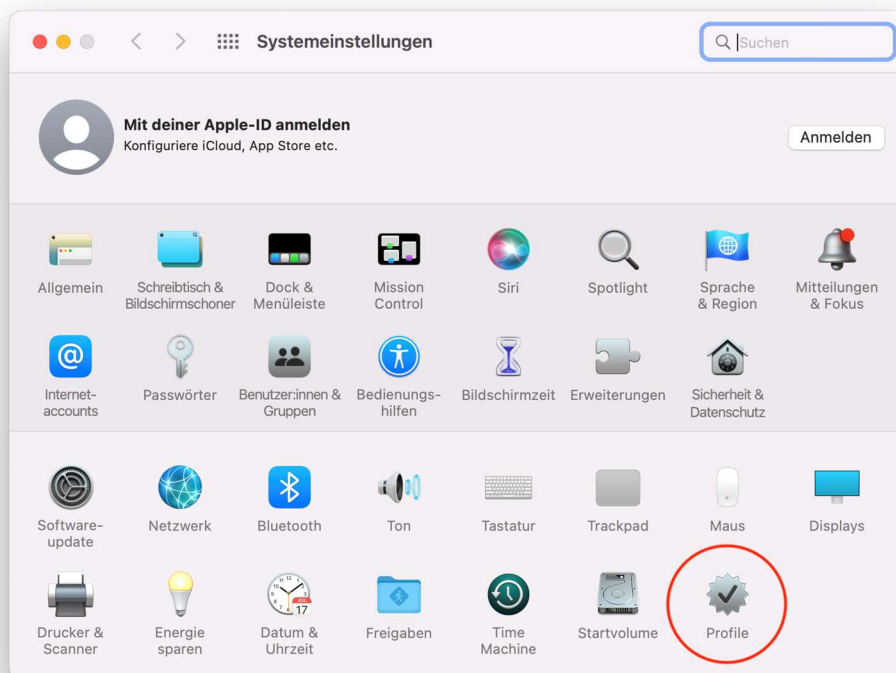 Systemeinstellungen
Suchen
Mit deiner Apple-ID anmelden
Konfiguriere iCloud, App Store etc.
Anmelden
Allgemein
Schreibtisch &
Bildschirmschoner
Dock &
Menüleiste
Mission
Control
Siri
Spotlight
Sprache
& Region
Mitteilungen
& Fokus
Internet-
accounts
Passwörter
Benutzer:innen &
Gruppen
Bedienungs-
hilfen
Bildschirmzeit
Erweiterungen
Sicherheit &
Datenschutz
Software-
update
Netzwerk
Bluetooth
Ton
Tastatur
Trackpad
Maus
Displays
Drucker &
Scanner
Energie
sparen
JUL
17
Datum &
Uhrzeit
Freigaben
Time
Machine
Startvolume
Profile